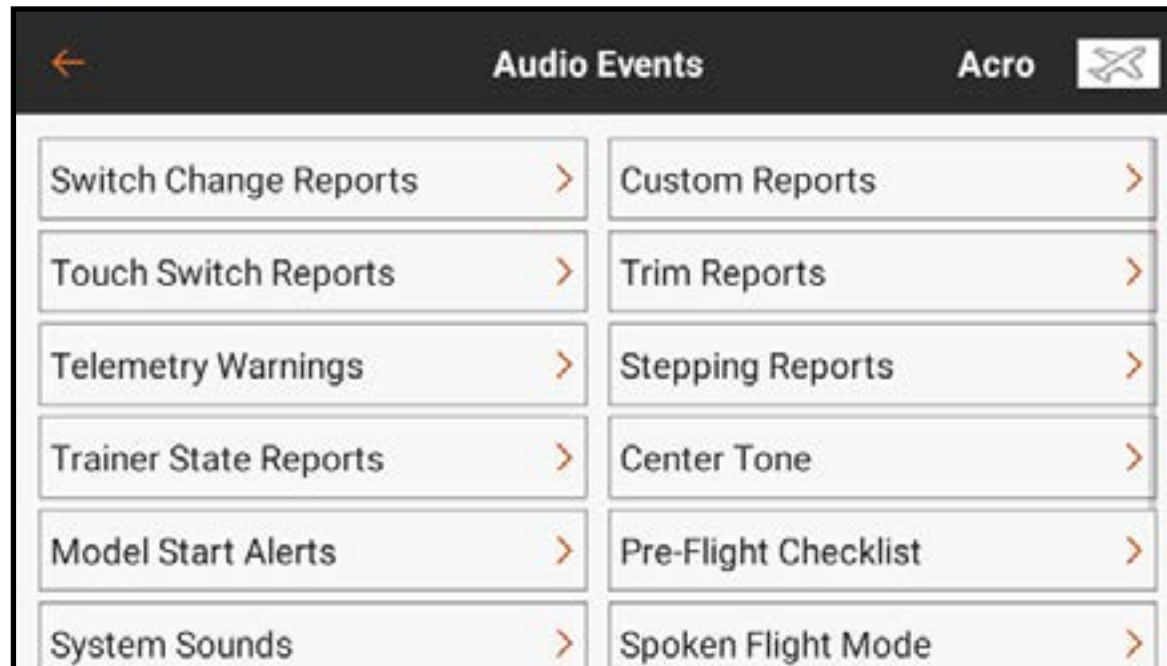 Audio Events Acro
Switch Change Reports Custom Reports
Touch Switch Reports Trim Reports
Telemetry Warnings Stepping Reports
Trainer State Reports Center Tone
Model Start Alerts Pre-Flight Checklist
System Sounds Spoken Flight Mode